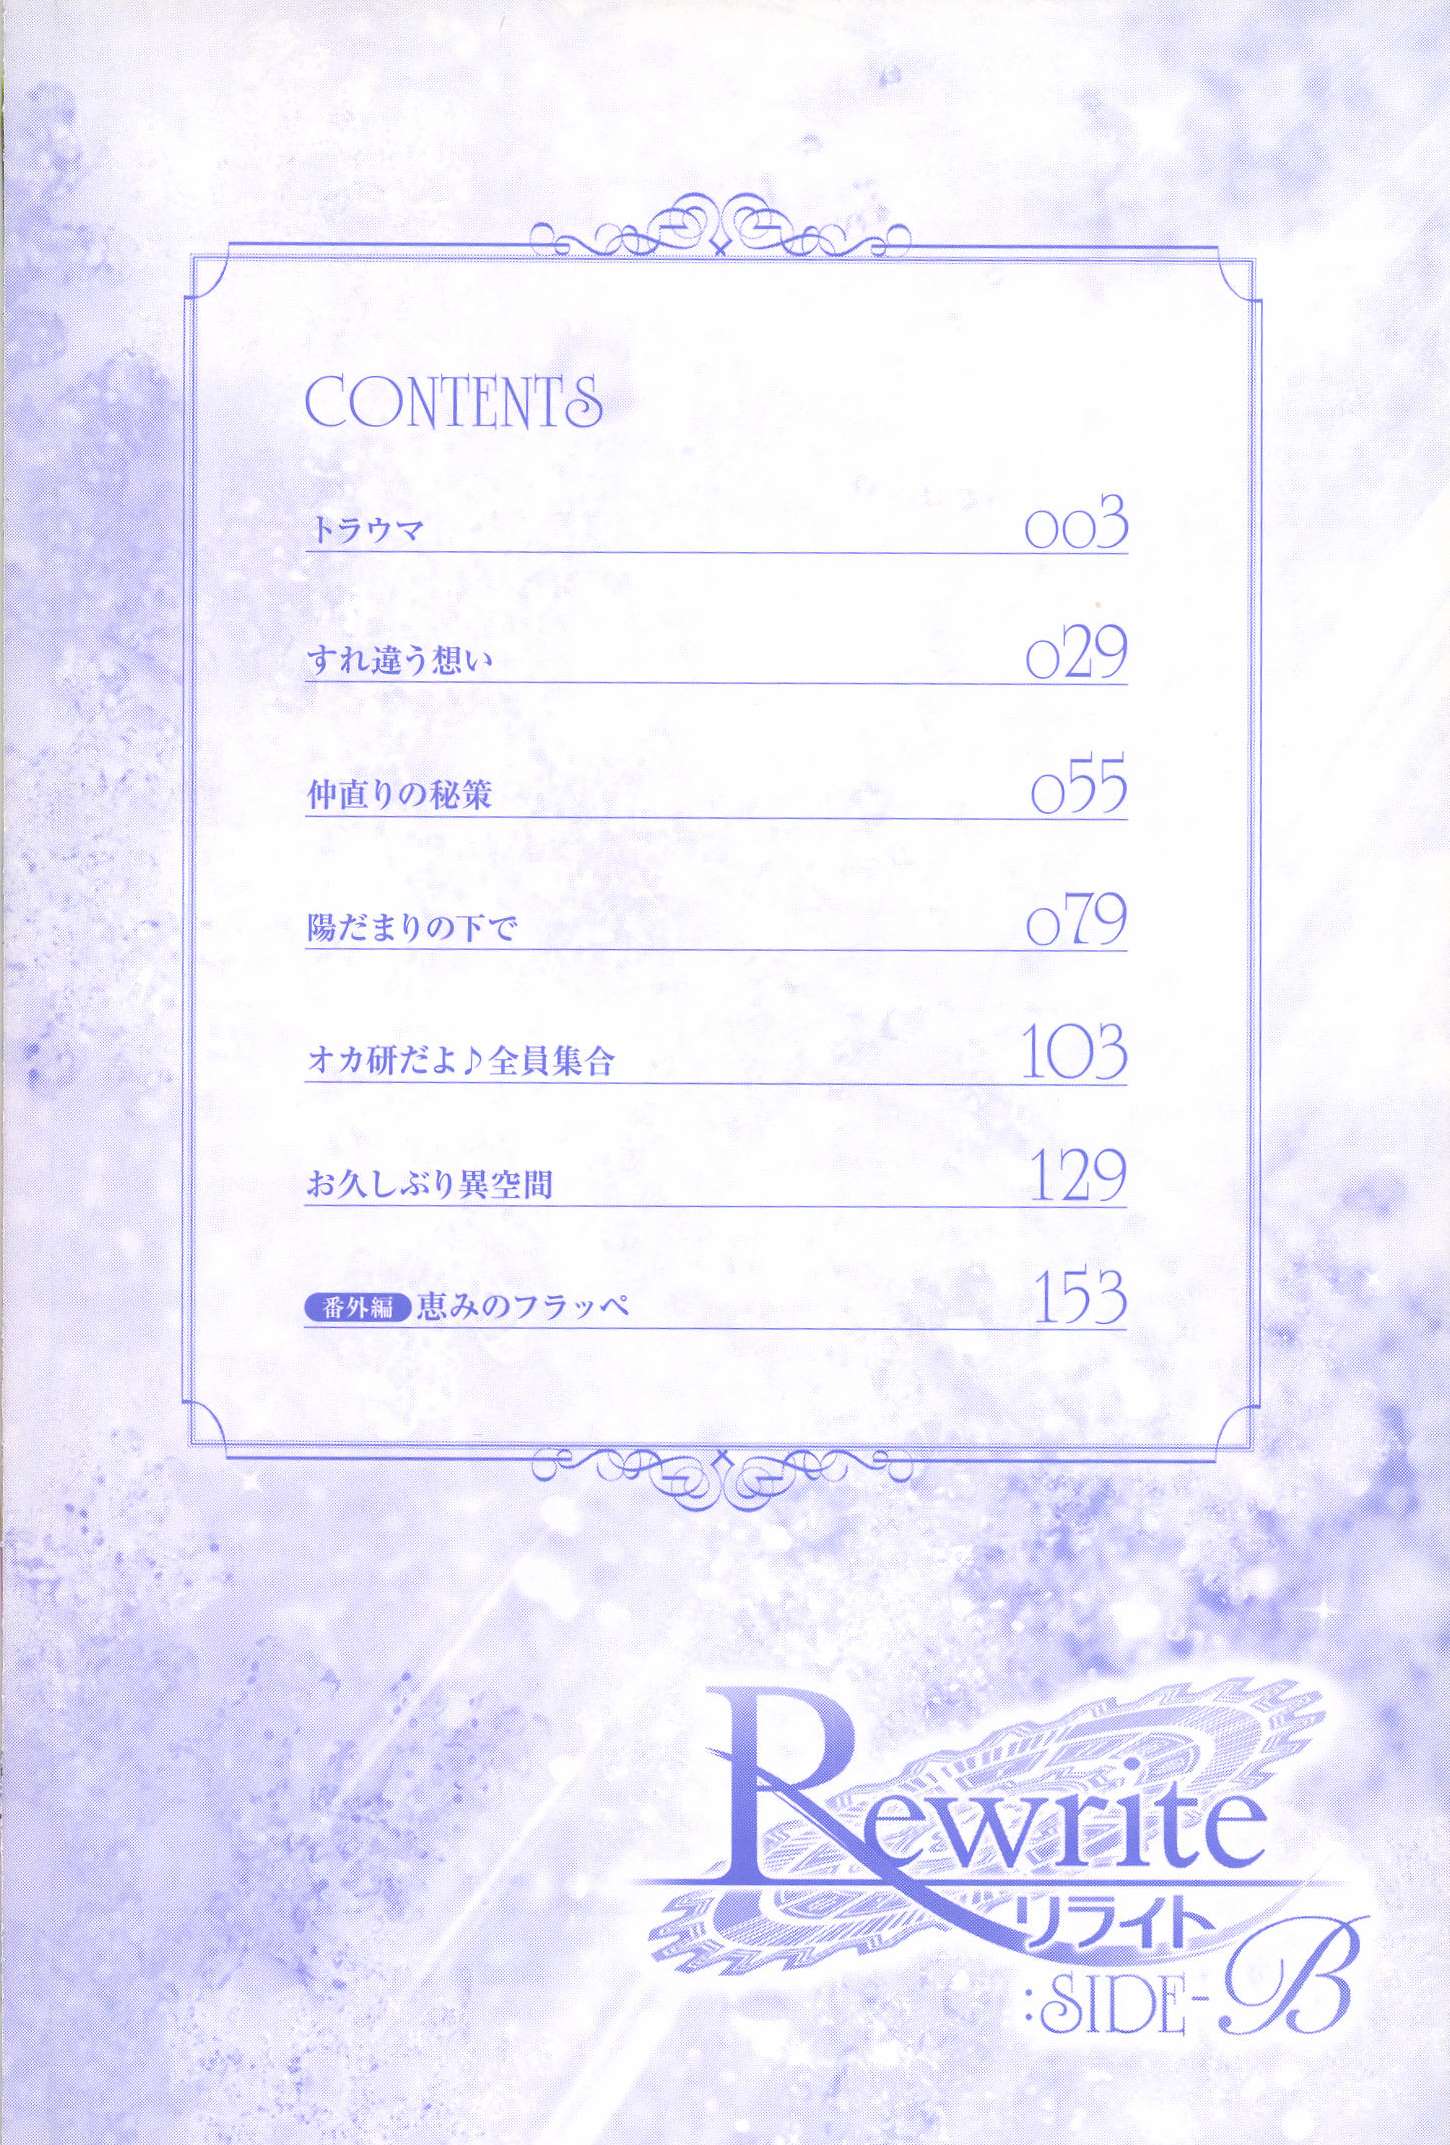 CONTENTS
トラウマ 003
すれ違う想い 029
仲直りの秘策 055
陽だまりの下で 079
オカ研だよ♪全員集合 103
お久しぶり異空間 129
番外編 恵みのフラッペ 153
Rewrite
リライト
:SIDE-B